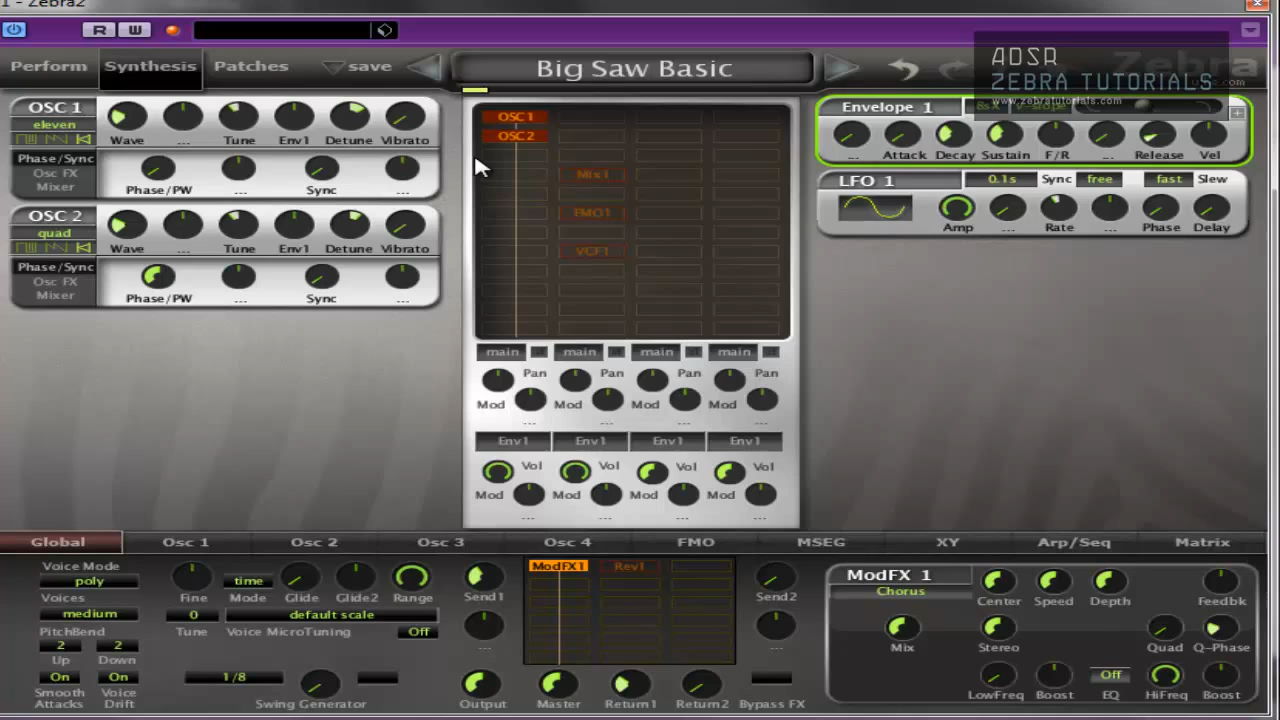 1 - Zebra2
R W
Perform Synthesis Patches save Big Saw Basic
ADSR
ZEBRA TUTORIALS
www.zebratutorials.com
OSC 1
eleven
Wave ... Tune Env1 Detune Vibrato
Phase/Sync
Osc FX
Mixer
Phase/PW ... Sync ...
OSC 2
quad
Wave ... Tune Env1 Detune Vibrato
Phase/Sync
Osc FX
Mixer
Phase/PW ... Sync ...
OSC1
OSC2
Mix1
FMO1
VCF1
main main main main
Pan Pan Pan Pan
Mod Mod Mod Mod
--- --- --- ---
Env1 Env1 Env1 Env1
Vol Vol Vol Vol
Mod Mod Mod Mod
--- --- --- ---
Envelope 1
... Attack Decay Sustain F/R ... Release Vel
LFO 1 0.1s Sync free fast Slew
Amp ... Rate ... Phase Delay
Global Osc 1 Osc 2 Osc 3 Osc 4 FMO MSEG XY Arp/Seq Matrix
Voice Mode
poly
Voices
medium
PitchBend
2 2
Up Down
On On
Smooth Attacks
Voice Drift
Fine time Mode Glide Glide2 Range
0 default scale
Tune Voice MicroTuning Off
1/8
Swing Generator
Send1
---
Output
ModFX1 Rev1
Master Return1 Return2 Bypass FX
Send2
---
ModFX 1
Chorus
Center Speed Depth Feedbk
Mix Stereo Quad Q-Phase
Off
LowFreq Boost EQ HiFreq Boost